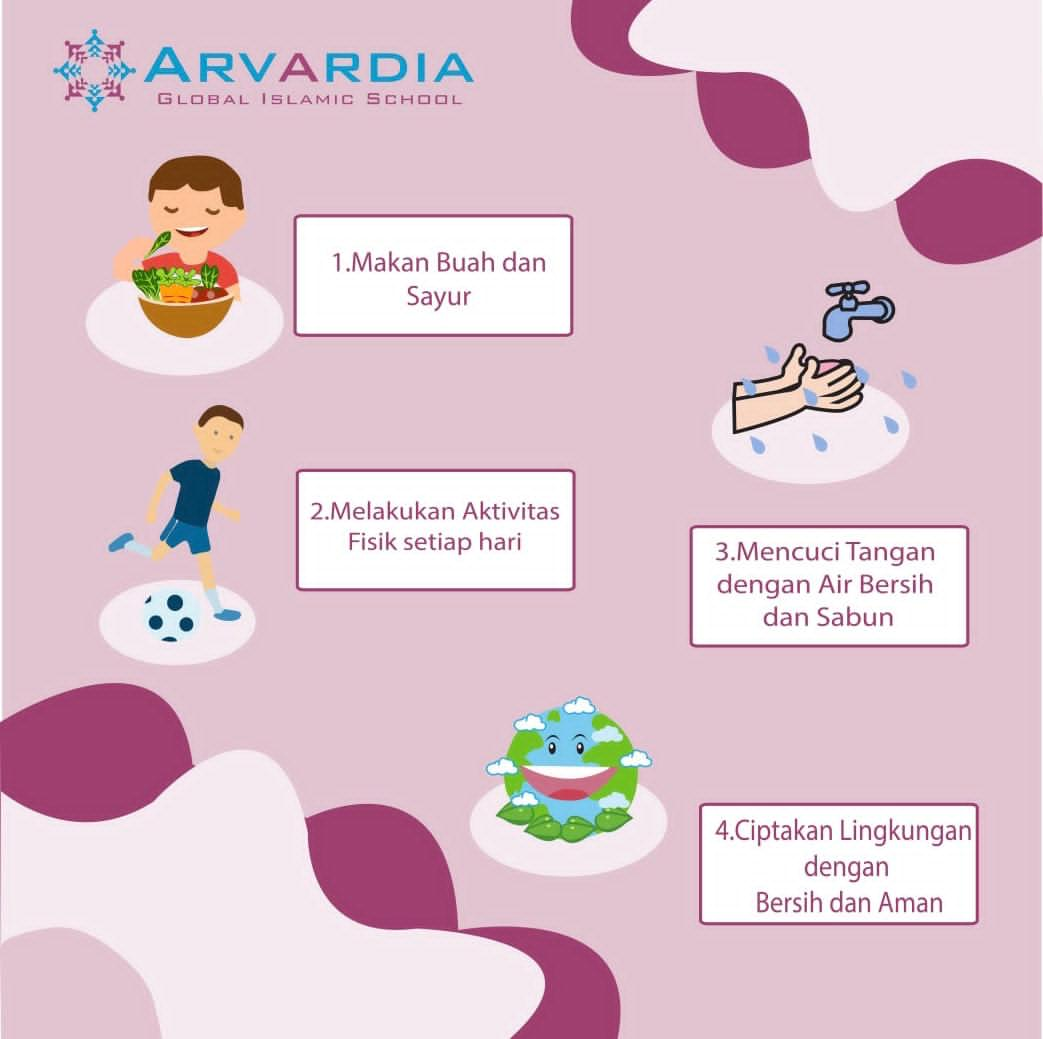 ARVARDIA
GLOBAL ISLAMIC SCHOOL
1.Makan Buah dan
Sayur
2.Melakukan Aktivitas
Fisik setiap hari
3.Mencuci Tangan
dengan Air Bersih
dan Sabun
4.Ciptakan Lingkungan
dengan
Bersih dan Aman